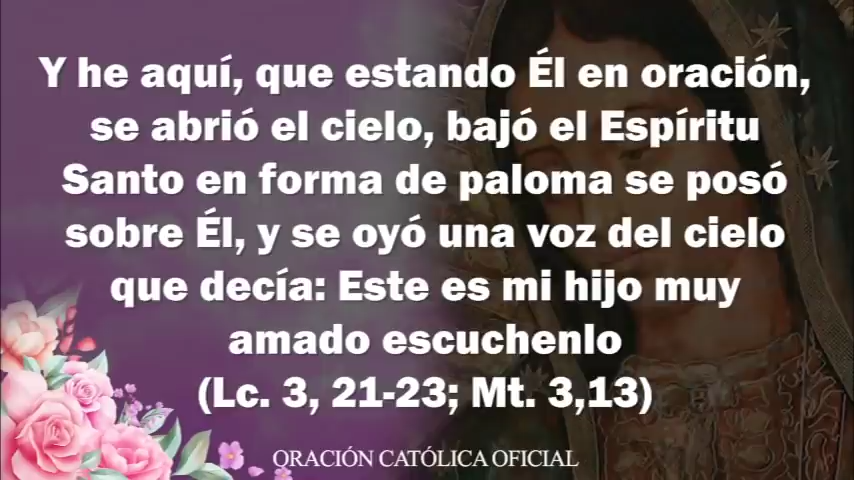 Y he aquí, que estando Él en oración,
se abrió el cielo, bajó el Espíritu
Santo en forma de paloma se posó
sobre Él, y se oyó una voz del cielo
que decía: Este es mi hijo muy
amado escuchenlo
(Lc. 3, 21-23; Mt. 3,13)
ORACIÓN CATÓLICA OFICIAL